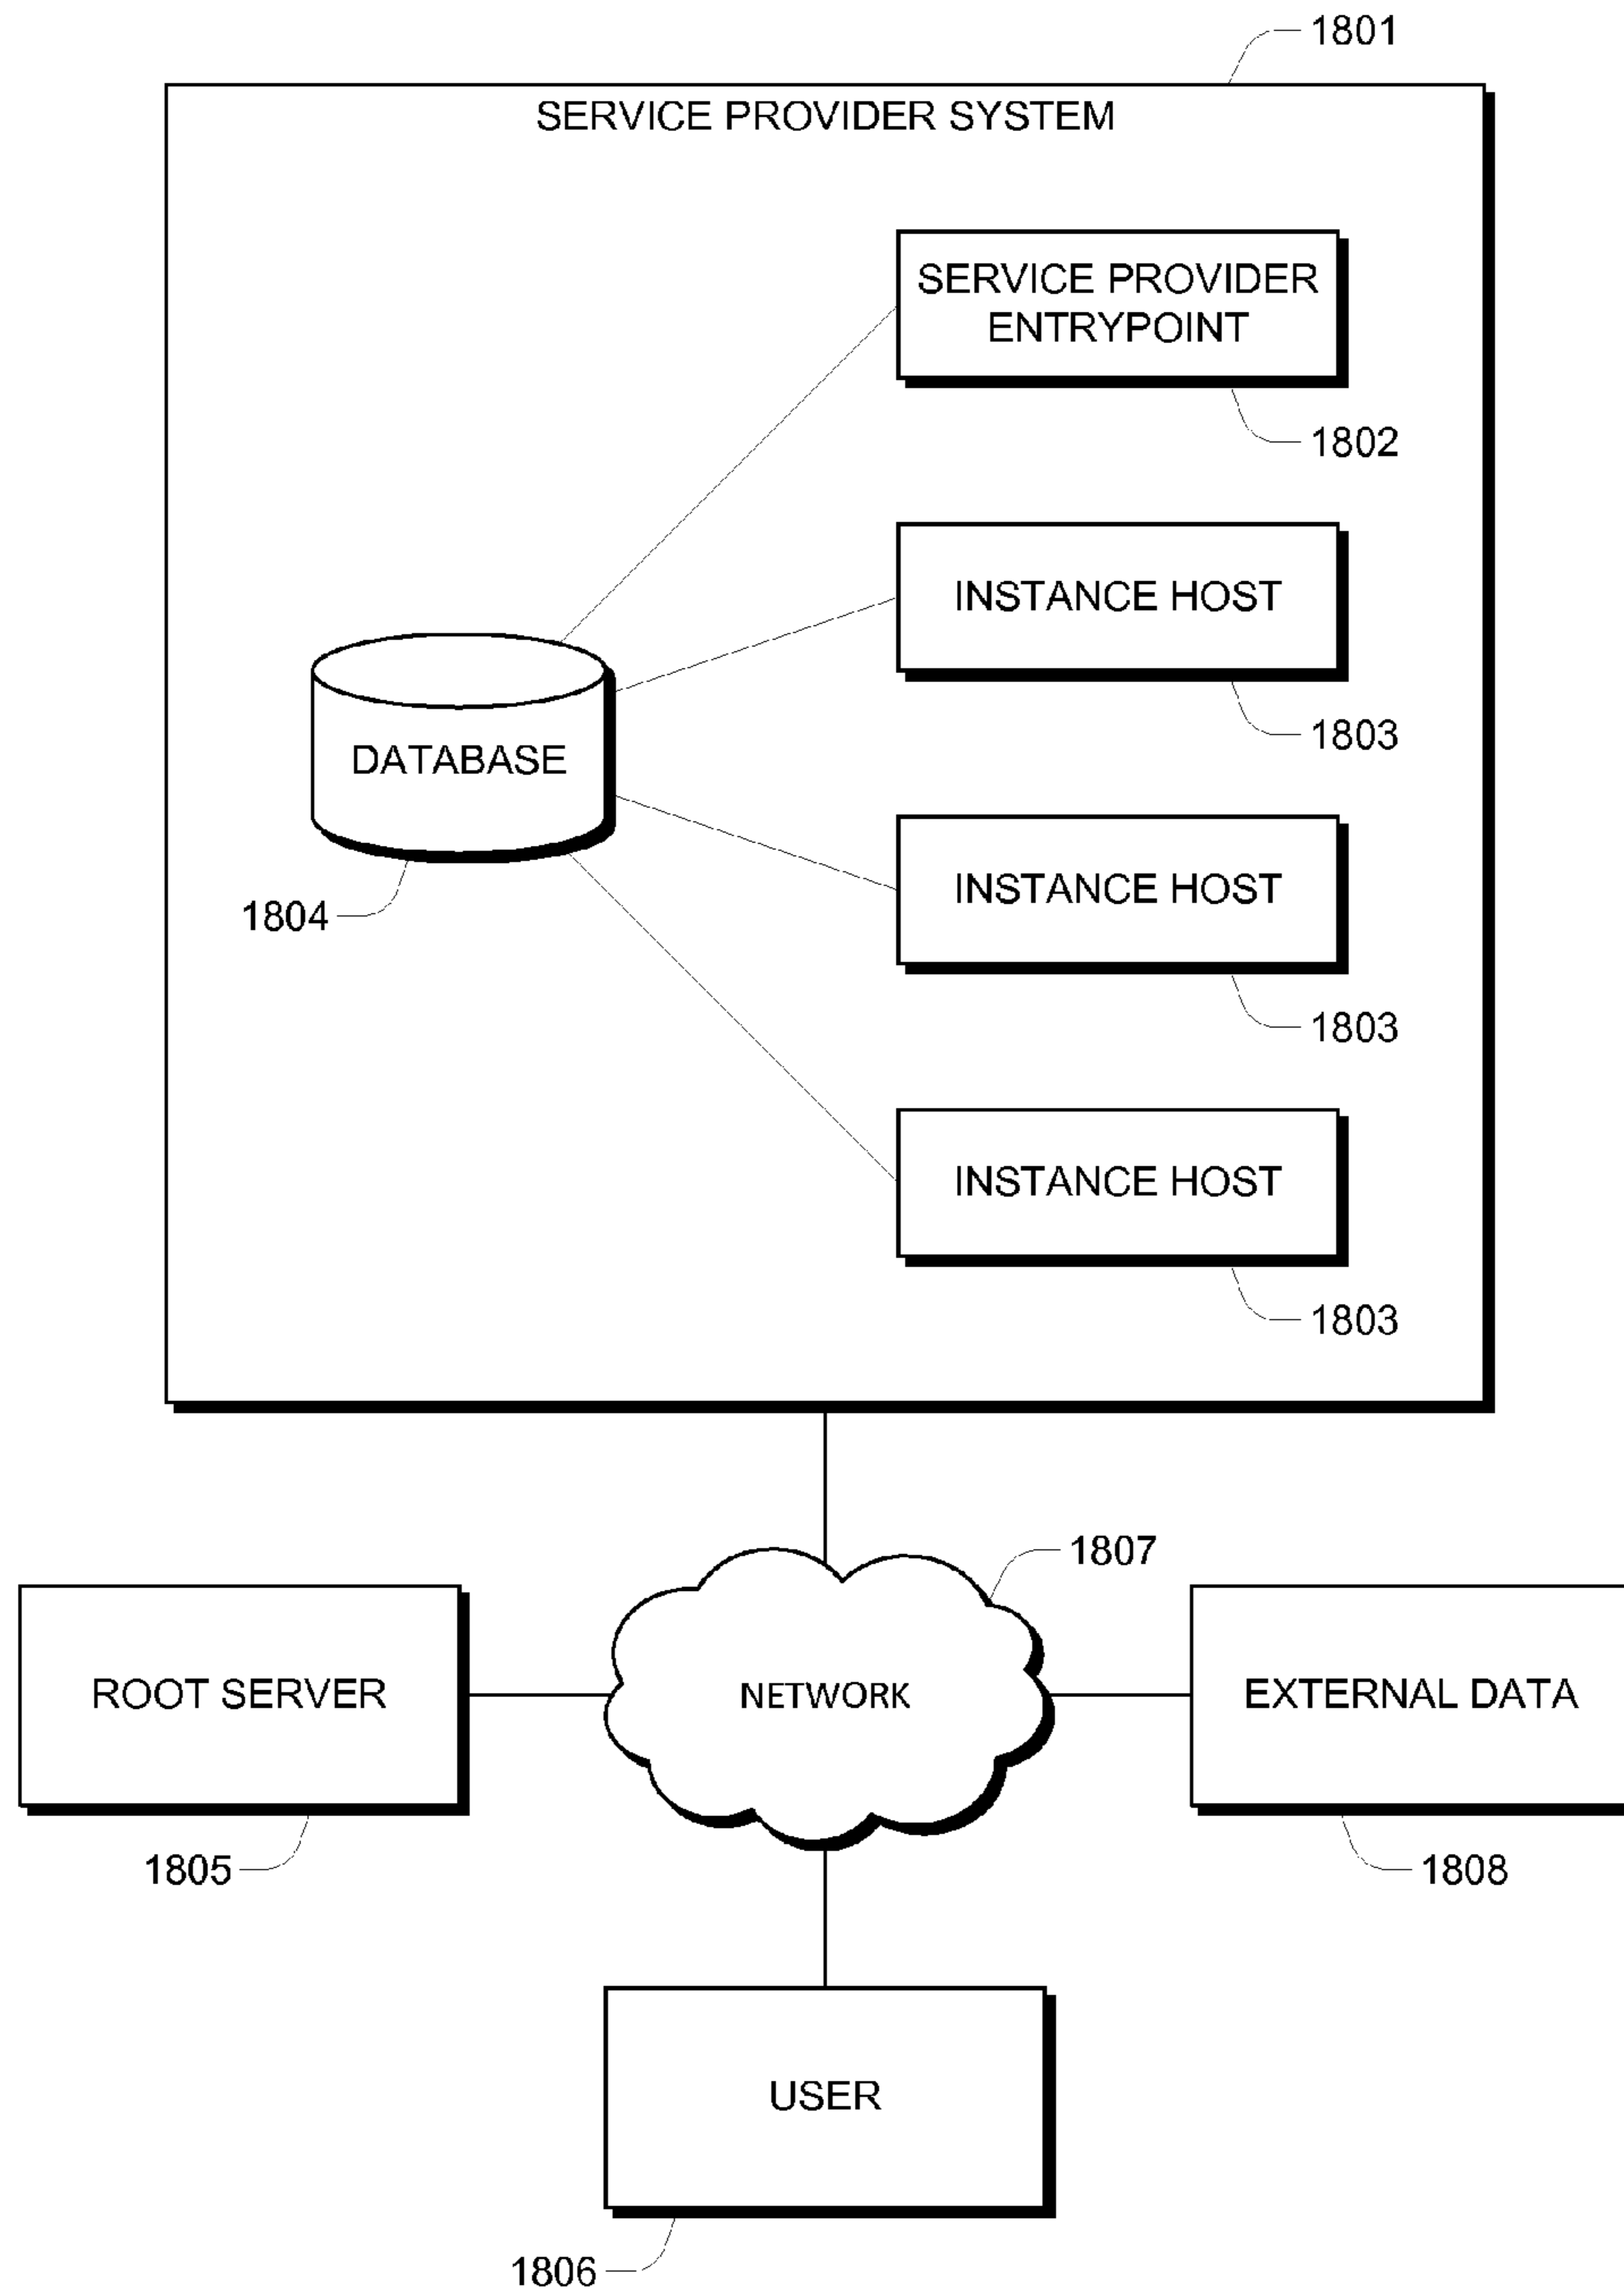 1801
SERVICE PROVIDER SYSTEM
SERVICE PROVIDER
ENTRYPOINT
1802
INSTANCE HOST
1803
DATABASE
1804
INSTANCE HOST
1803
INSTANCE HOST
1803
1807
ROOT SERVER
NETWORK
EXTERNAL DATA
1805
1808
USER
1806